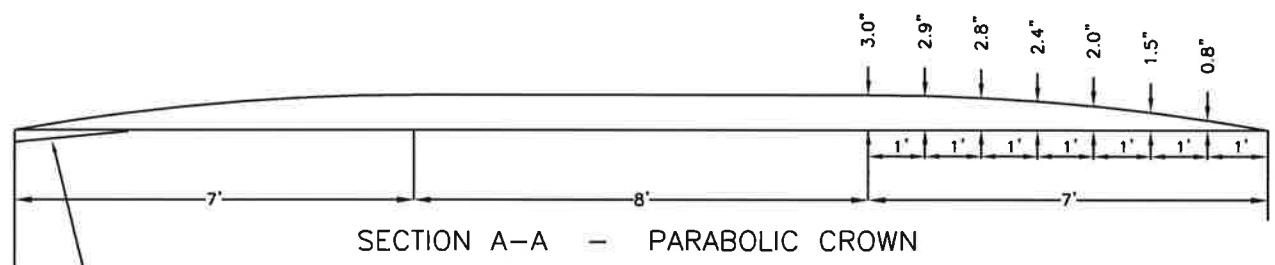 3.0" 2.9" 2.8" 2.4" 2.0" 1.5" 0.8"
1' 1' 1' 1' 1' 1' 1'
7' 8' 7'
SECTION A-A - PARABOLIC CROWN